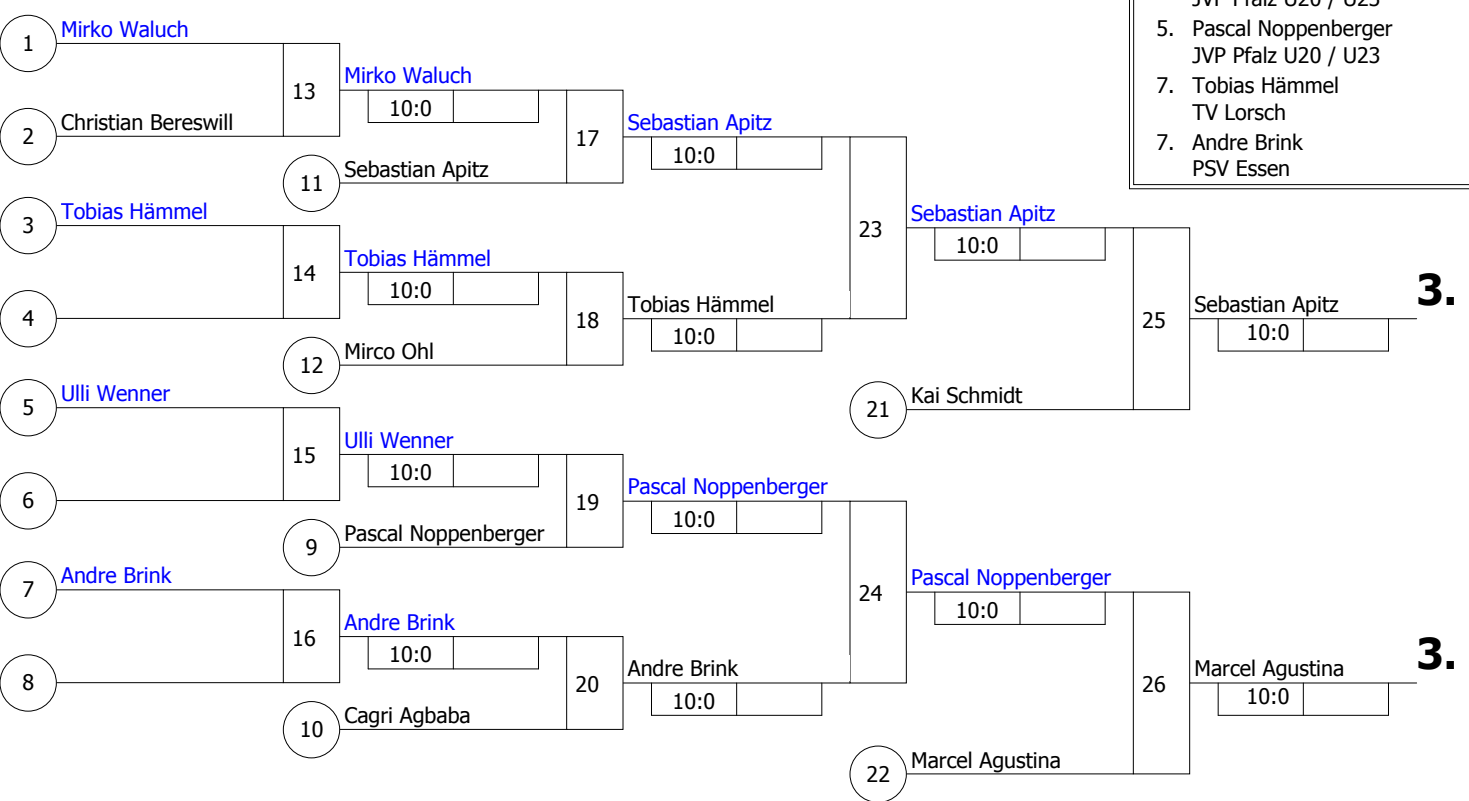 JVP Pfalz U20 / U23
5. Pascal Noppenberger
JVP Pfalz U20 / U23
7. Tobias Hämmel
TV Lorsch
7. Andre Brink
PSV Essen
1 Mirko Waluch
13 Mirko Waluch
10:0
2 Christian Bereswill
17 Sebastian Apitz
10:0
11 Sebastian Apitz
3 Tobias Hämmel
23 Sebastian Apitz
10:0
14 Tobias Hämmel
10:0
4
18 Tobias Hämmel
10:0
12 Mirco Ohl
25 Sebastian Apitz
10:0
3.
21 Kai Schmidt
5 Ulli Wenner
15 Ulli Wenner
10:0
6
19 Pascal Noppenberger
10:0
9 Pascal Noppenberger
7 Andre Brink
24 Pascal Noppenberger
10:0
16 Andre Brink
10:0
8
20 Andre Brink
10:0
10 Cagri Agbaba
26 Marcel Agustina
10:0
3.
22 Marcel Agustina